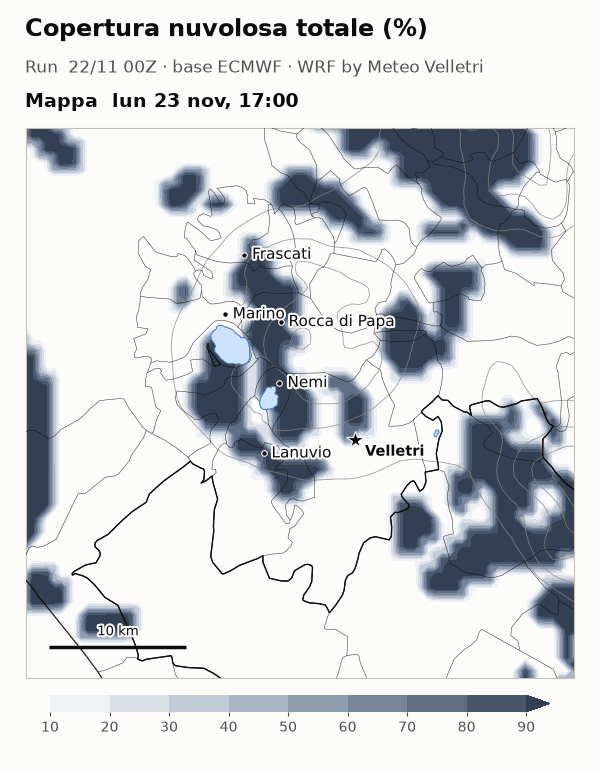 Copertura nuvolosa totale (%)
Run  22/11 00Z · base ECMWF · WRF by Meteo Velletri
Mappa  lun 23 nov, 17:00
Frascati
Marino
Rocca di Papa
Nemi
Velletri
Lanuvio
10 km
10 20 30 40 50 60 70 80 90